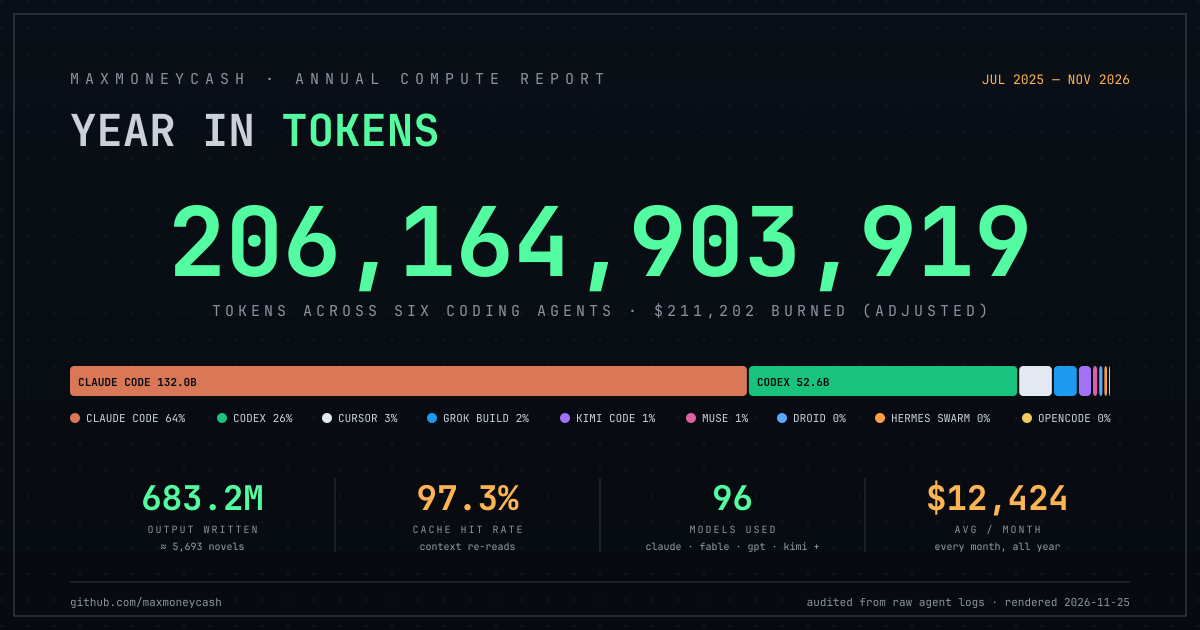 MAXMONEYCASH · ANNUAL COMPUTE REPORT
JUL 2025 — NOV 2026
YEAR IN TOKENS
206,164,903,919
TOKENS ACROSS SIX CODING AGENTS · $211,202 BURNED (ADJUSTED)
CLAUDE CODE 132.0B
CODEX 52.6B
CLAUDE CODE 64% CODEX 26% CURSOR 3% GROK BUILD 2% KIMI CODE 1% MUSE 1% DROID 0% HERMES SWARM 0% OPENCODE 0%
683.2M
OUTPUT WRITTEN
≈ 5,693 novels
97.3%
CACHE HIT RATE
context re-reads
96
MODELS USED
claude · fable · gpt · kimi +
$12,424
AVG / MONTH
every month, all year
github.com/maxmoneycash
audited from raw agent logs · rendered 2026-11-25